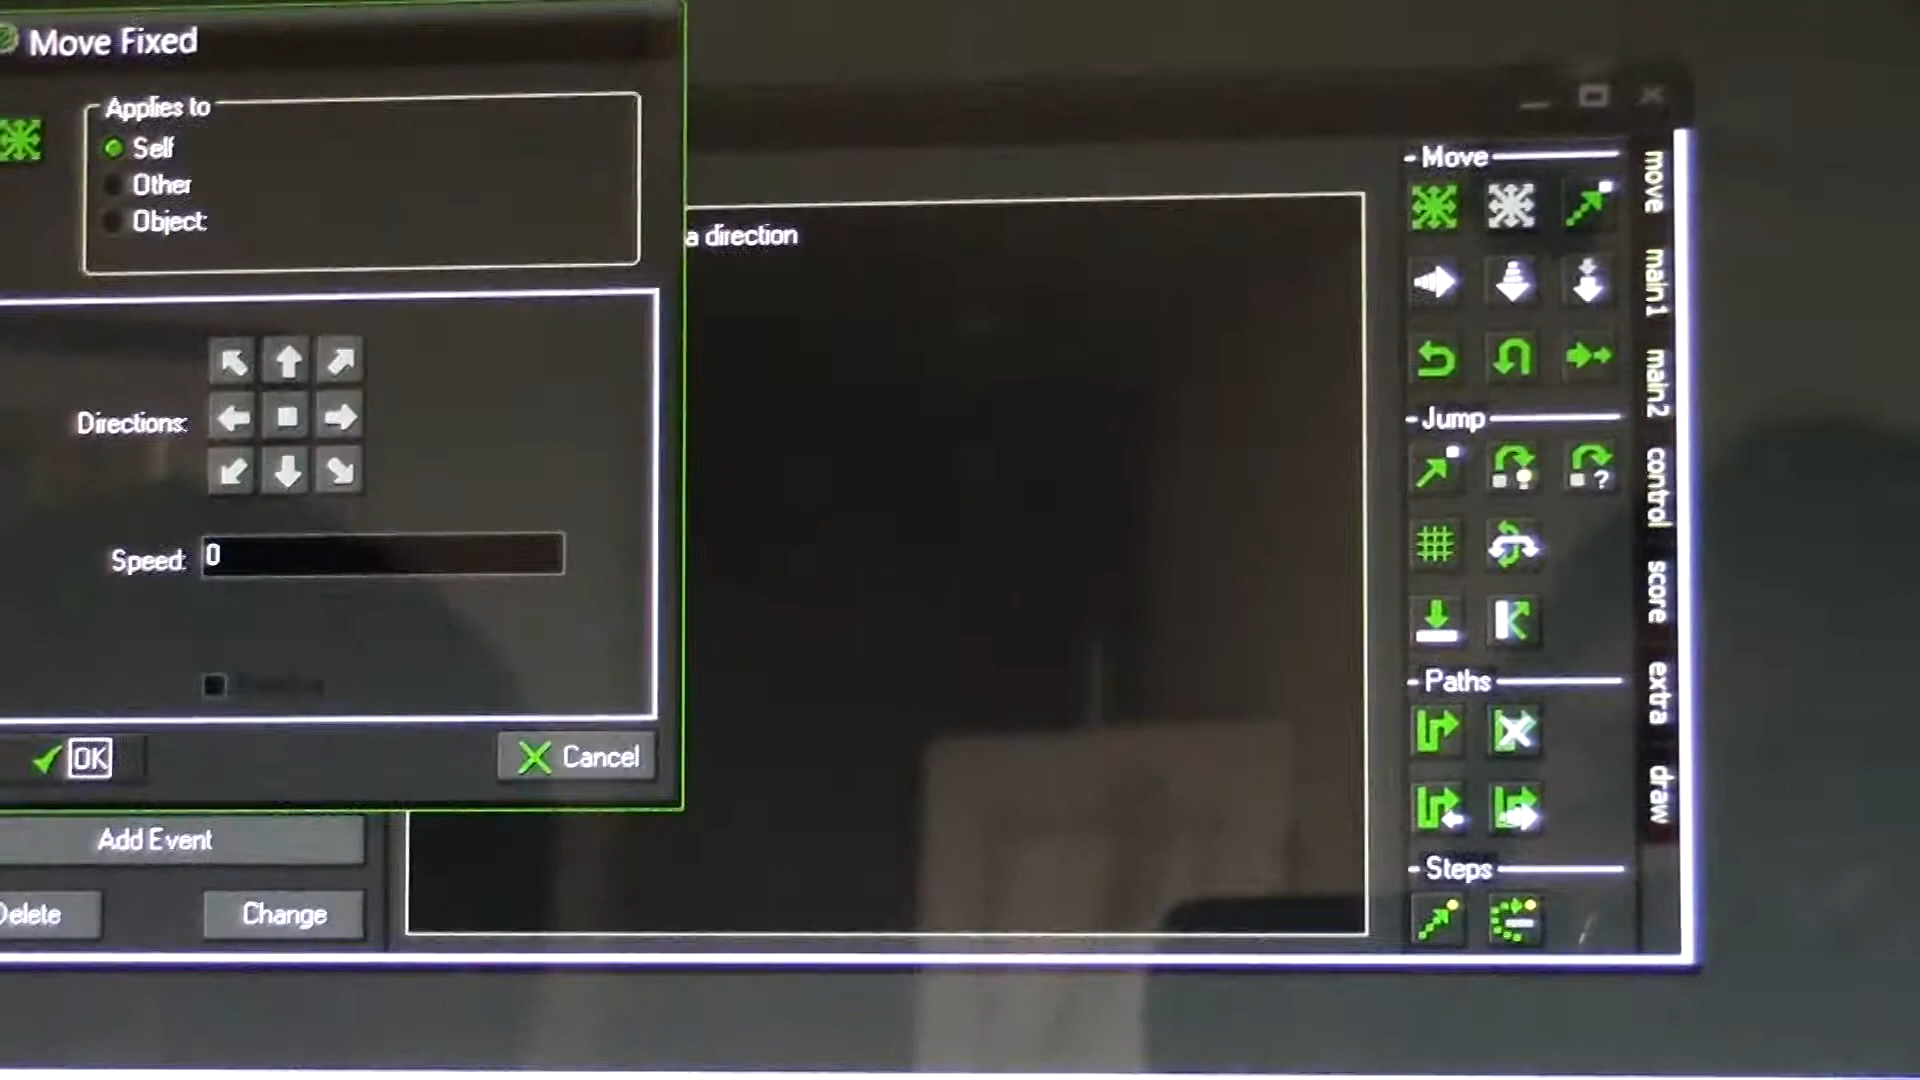 Move Fixed
Applies to
Self
Other
Object:
a direction
Directions:
Speed: 0
OK
Cancel
Add Event
Delete
Change
Move
Jump
?
Paths
Steps
move
main1
main2
control
score
extra
draw